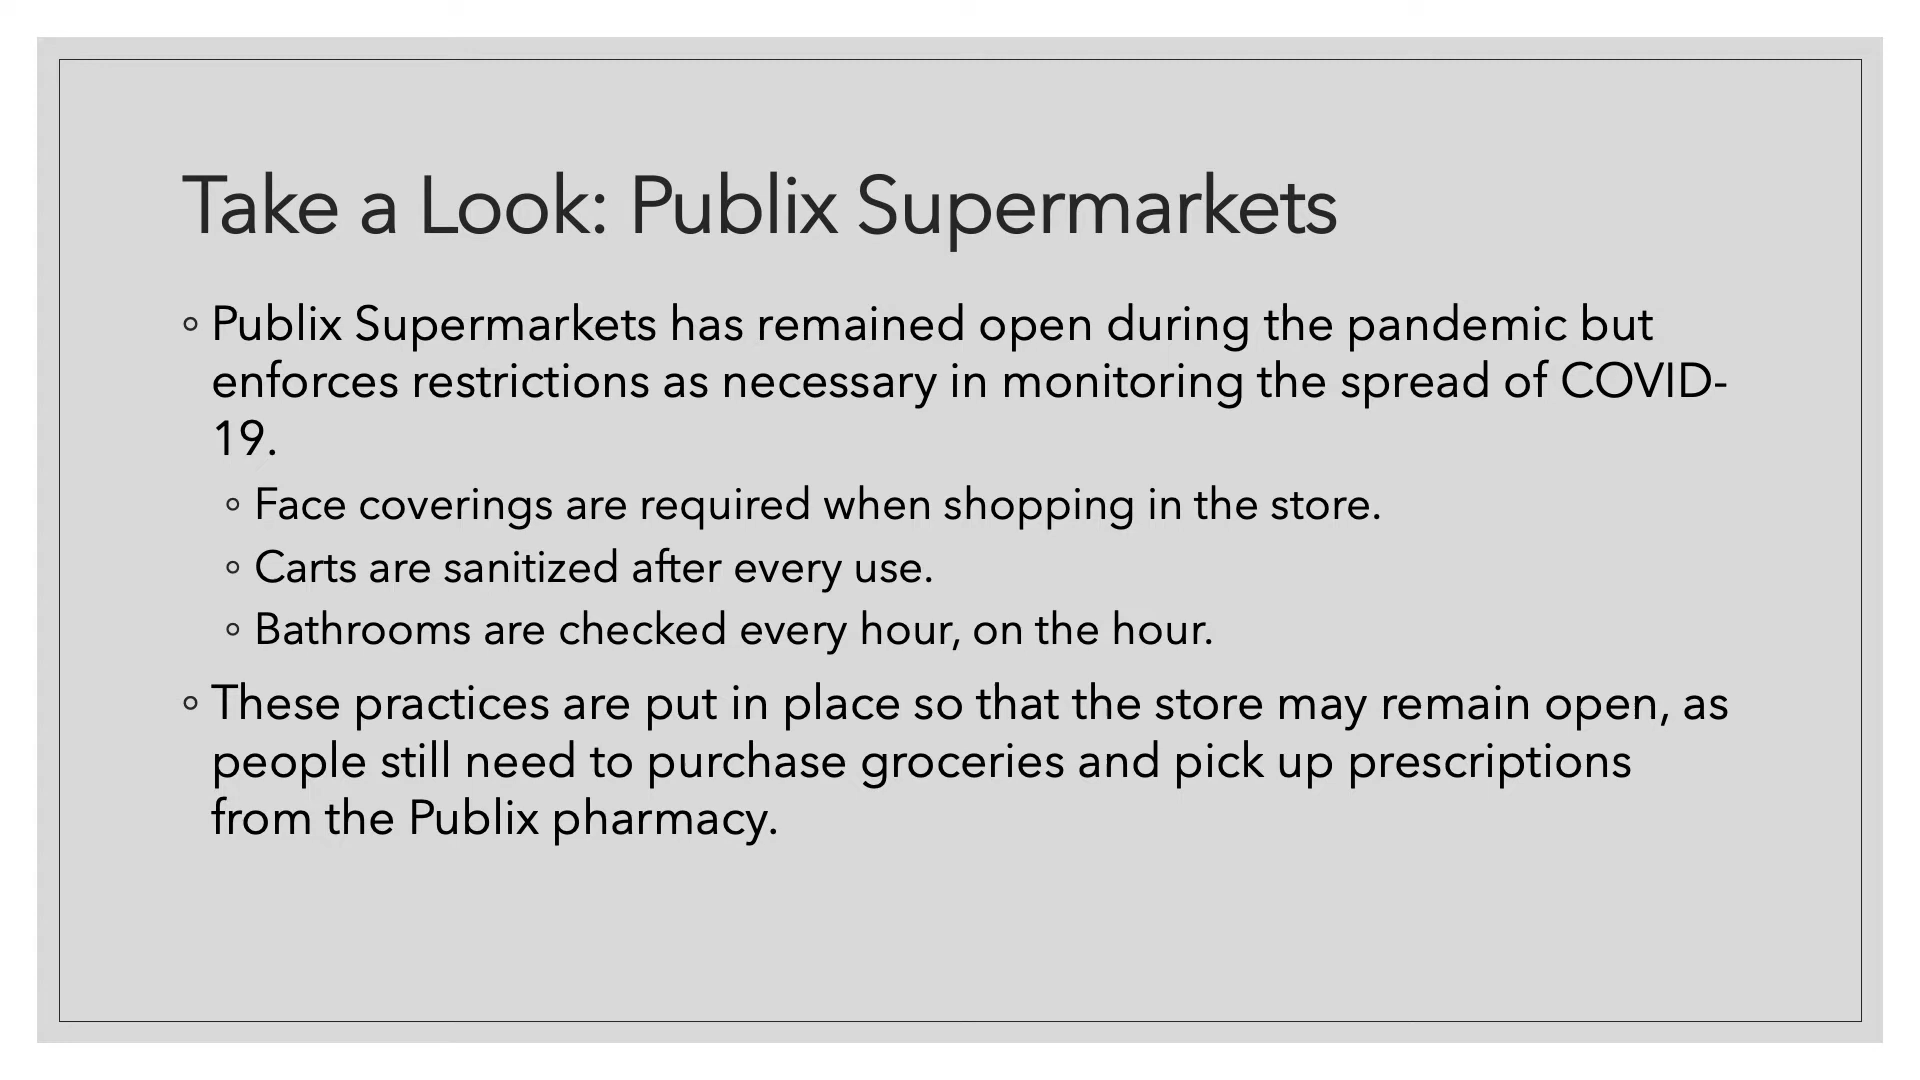 Take a Look: Publix Supermarkets
◦ Publix Supermarkets has remained open during the pandemic but
enforces restrictions as necessary in monitoring the spread of COVID-
19.
◦ Face coverings are required when shopping in the store.
◦ Carts are sanitized after every use.
◦ Bathrooms are checked every hour, on the hour.
◦ These practices are put in place so that the store may remain open, as
people still need to purchase groceries and pick up prescriptions
from the Publix pharmacy.